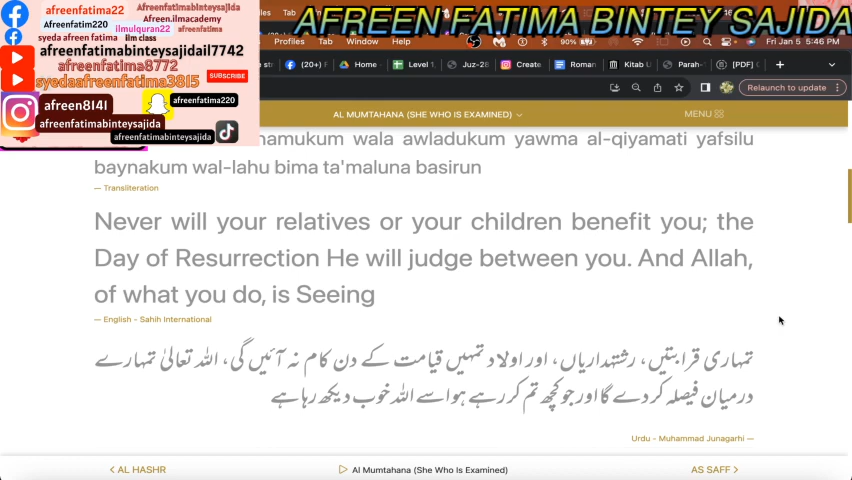 AFREEN FATIMA BINTEY SAJIDA
afreenfatima22
Afreenfatimabinteysajida
Afreenfatim220
Afreen.ilmacademy
ilmulquran22
afreenfatima
syeda afreen fatima
ilm class
afreenfatimabinteysajidail7742
afreenfatima8772
SUBSCRIBE
syedaafreenfatima3815
afreen8141
afreenfatima220
afreenfatimabinteysajida
afreenfatimabinteysajida
Profiles Tab Window Help 90% Fri Jan 5 5:46 PM
(20+) F Home Level 1. Juz-28 Create Roman Kitab U Parah- [PDF]
Relaunch to update
AL MUMTAHANA (SHE WHO IS EXAMINED)
MENU
hamukum wala awladukum yawma al-qiyamati yafsilu
baynakum wal-lahu bima ta'maluna basirun
— Transliteration
Never will your relatives or your children benefit you; the
Day of Resurrection He will judge between you. And Allah,
of what you do, is Seeing
— English - Sahih International
تمہاری قرابتیں، رشتہداریاں، اور اولاد تمہیں قیامت کے دن کام نہ آئیں گی، اللہ تعالیٰ تمہارے
درمیان فیصلہ کر دے گا اور جو کچھ تم کر رہے ہو اسے اللہ خوب دیکھ رہا ہے
Urdu - Muhammad Junagarhi —
AL HASHR
Al Mumtahana (She Who Is Examined)
AS SAFF